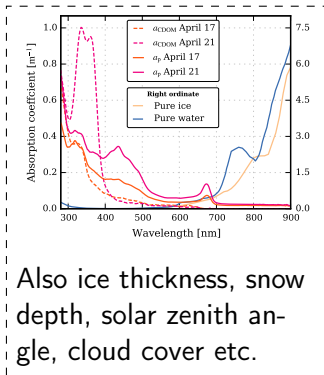 a_CDOM April 17
a_CDOM April 21
a_p April 17
a_p April 21
Right ordinate
Pure ice
Pure water
Absorption coefficient [m⁻¹]
1.0
0.8
0.6
0.4
0.2
0.0
7.5
6.0
4.5
3.0
1.5
0.0
300 400 500 600 700 800 900
Wavelength [nm]
Also ice thickness, snow
depth, solar zenith an-
gle, cloud cover etc.